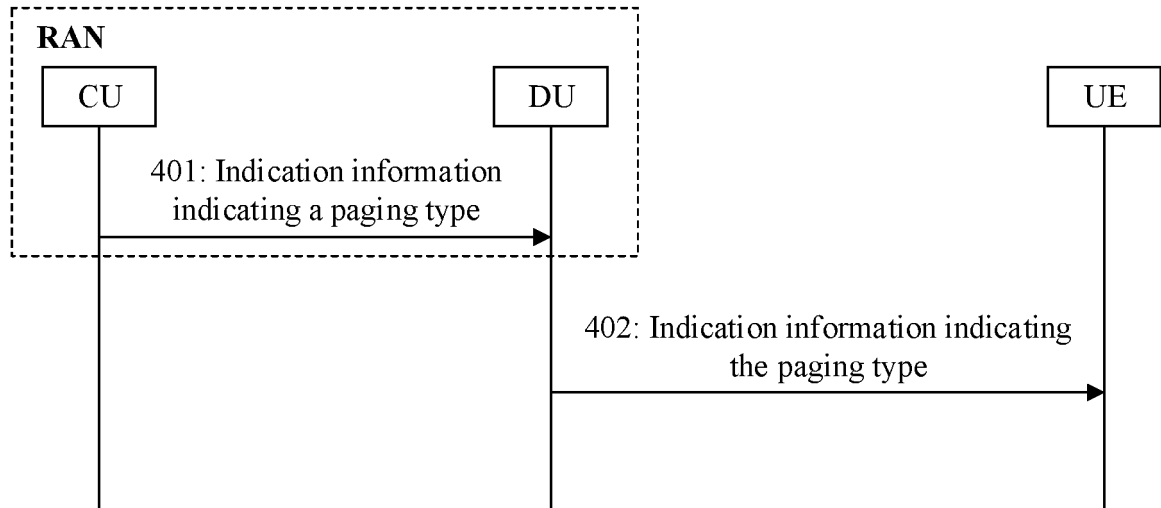 RAN
CU
DU
UE
401: Indication information
indicating a paging type
402: Indication information indicating
the paging type